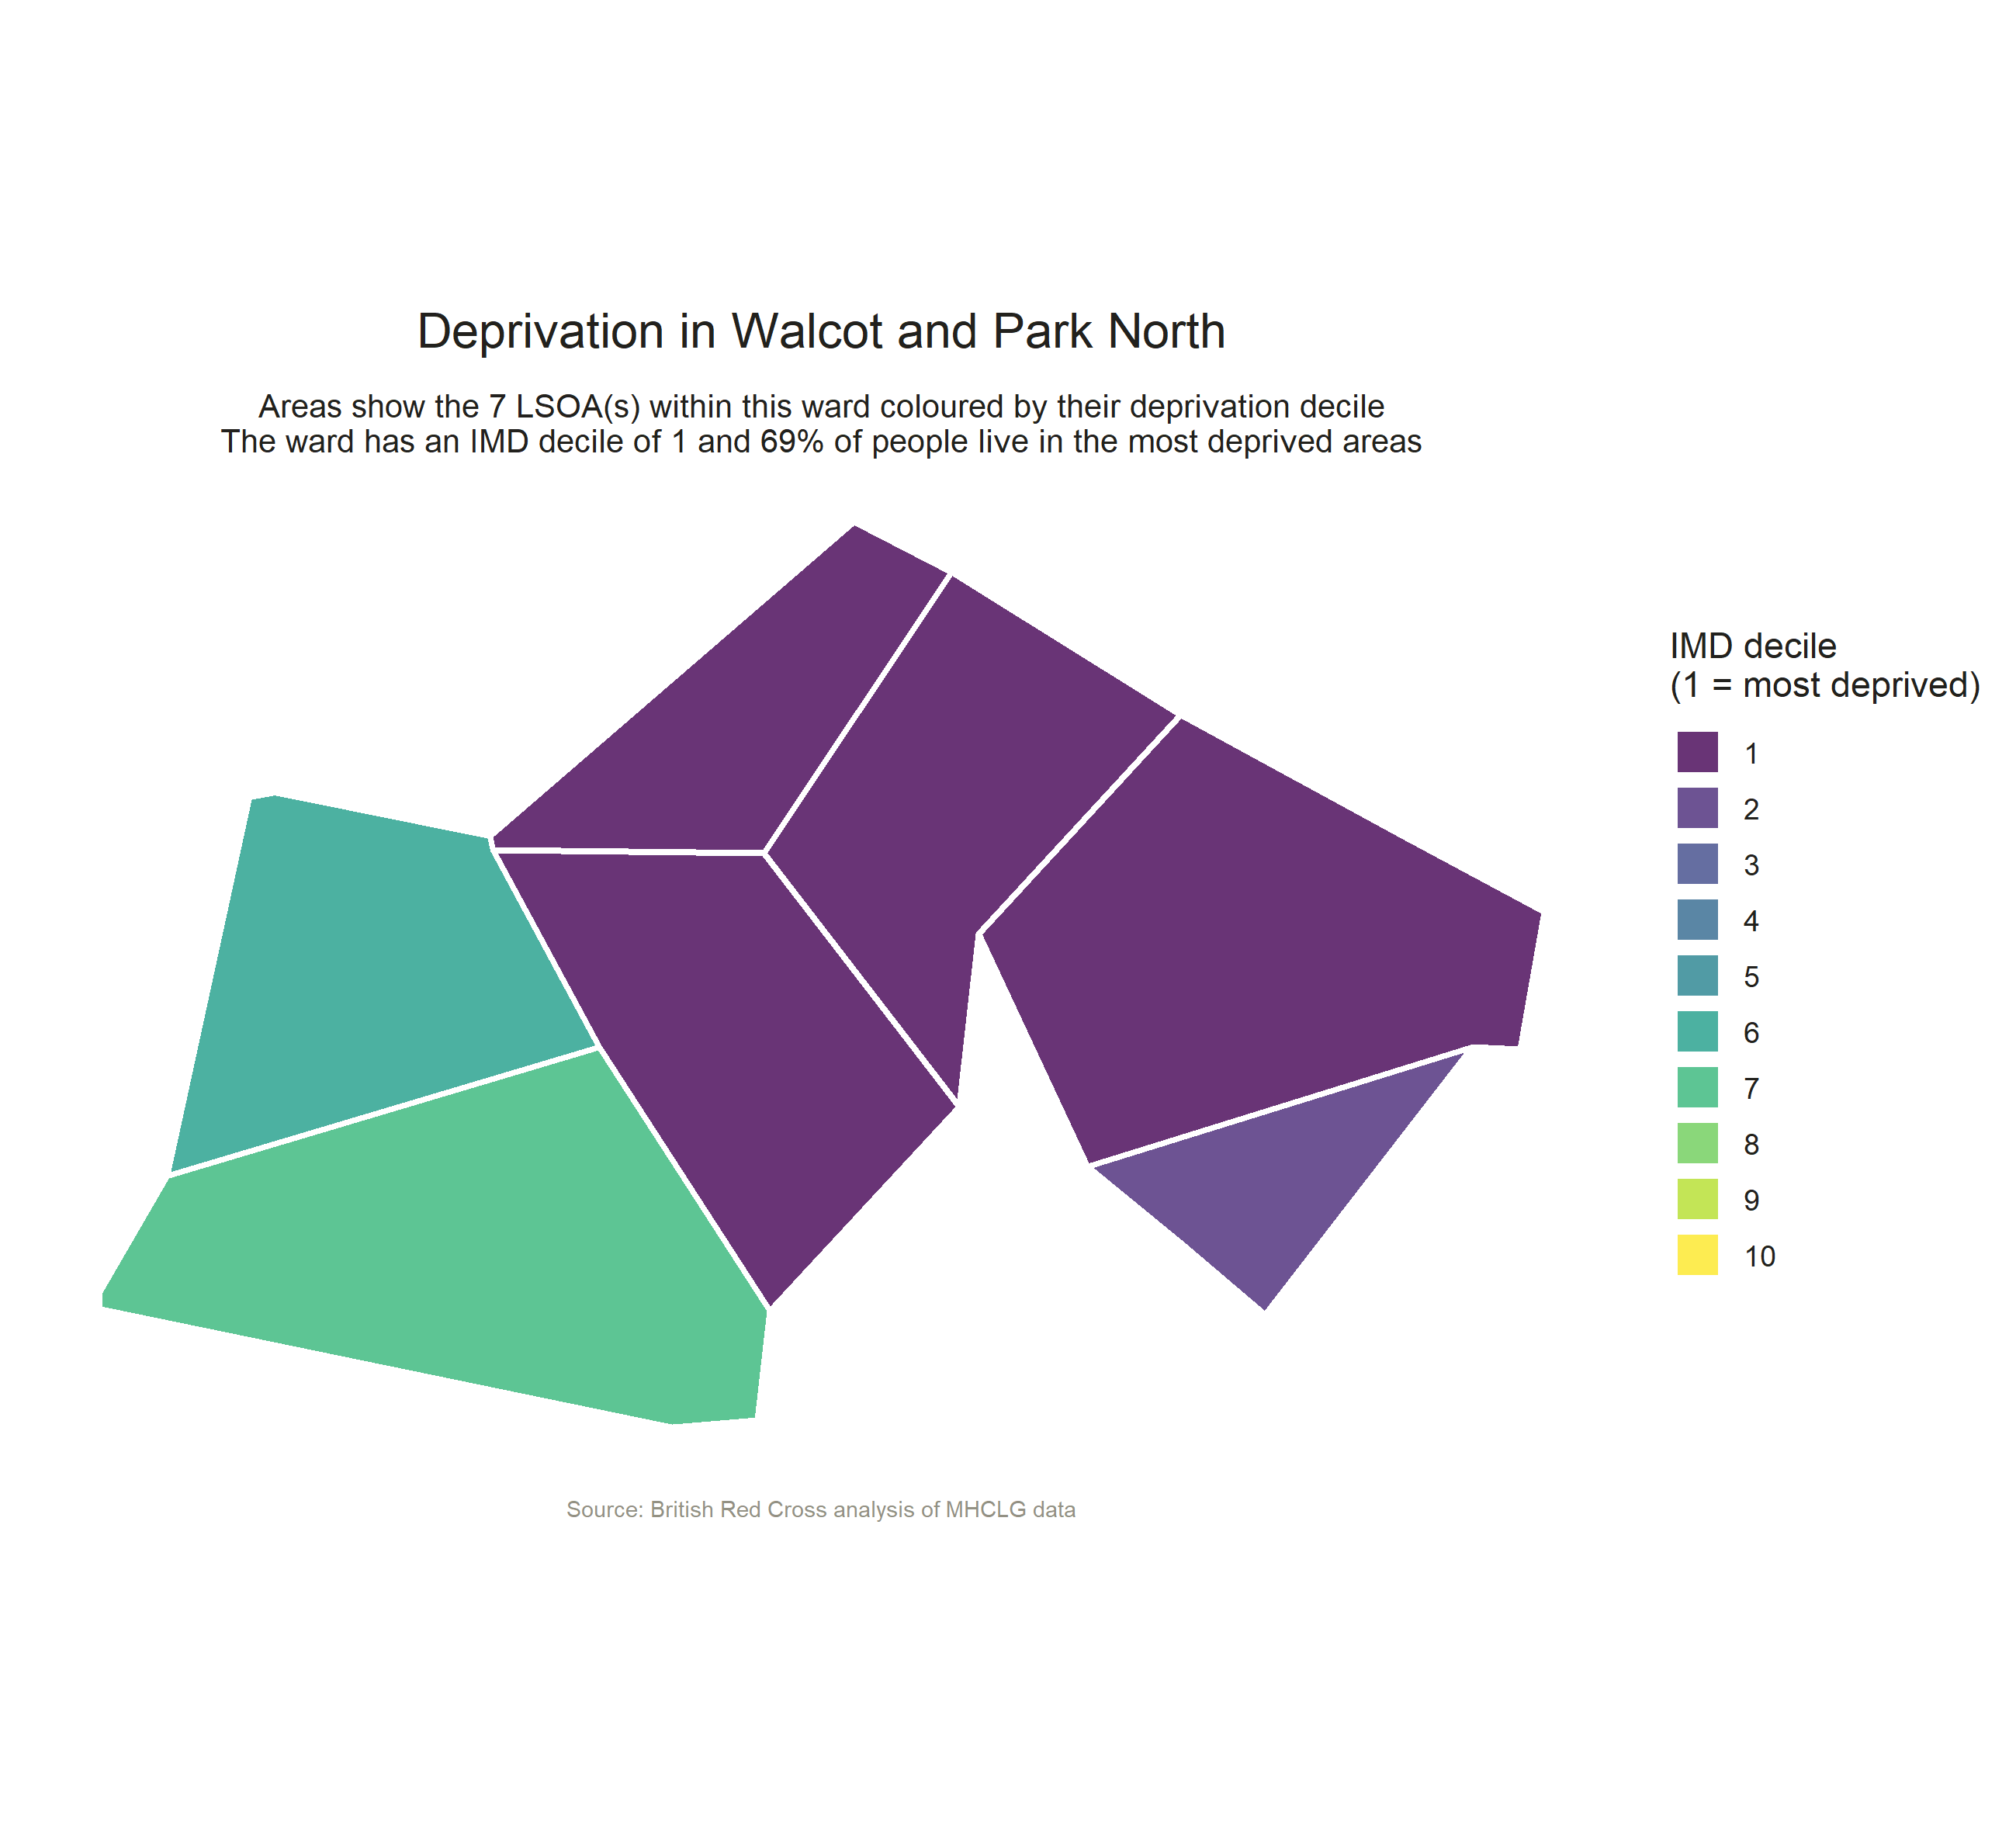 Deprivation in Walcot and Park North
Areas show the 7 LSOA(s) within this ward coloured by their deprivation decile
The ward has an IMD decile of 1 and 69% of people live in the most deprived areas
IMD decile
(1 = most deprived)
1
2
3
4
5
6
7
8
9
10
Source: British Red Cross analysis of MHCLG data